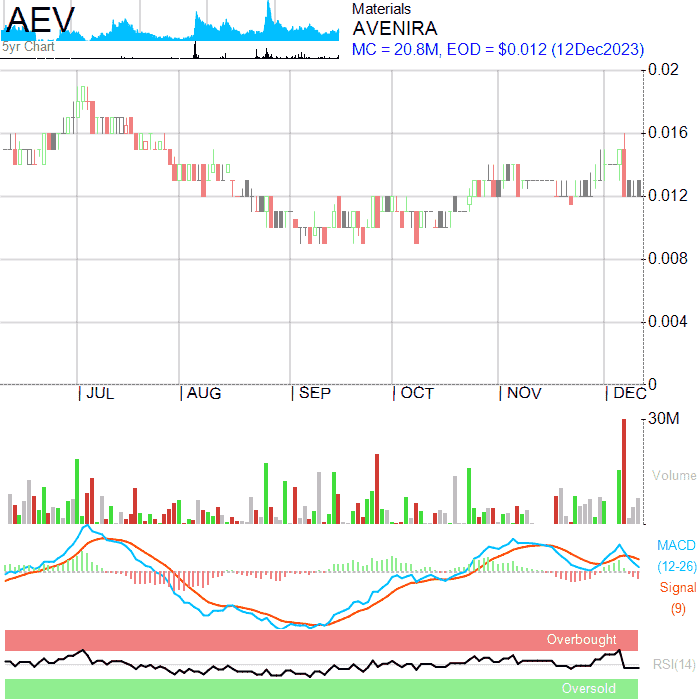 AEV
5yr Chart
Materials
AVENIRA
MC = 20.8M, EOD = $0.012 (12Dec2023)
0.02
0.016
0.012
0.008
0.004
0
JUL AUG SEP OCT NOV DEC
30M
Volume
MACD
(12-26)
Signal
(9)
Overbought
RSI(14)
Oversold